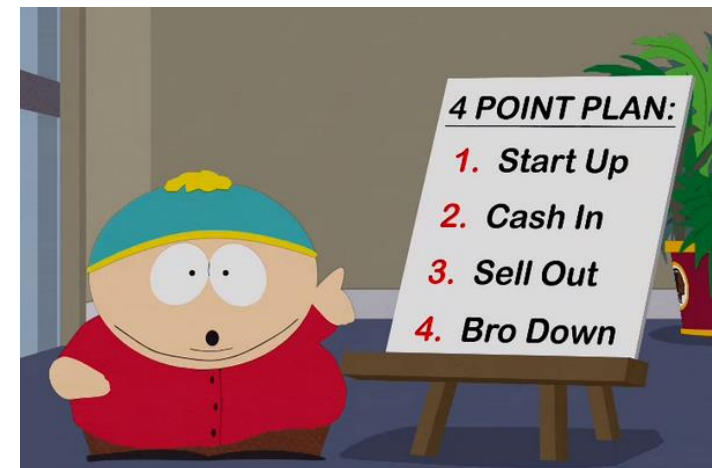 4 POINT PLAN:
1. Start Up
2. Cash In
3. Sell Out
4. Bro Down